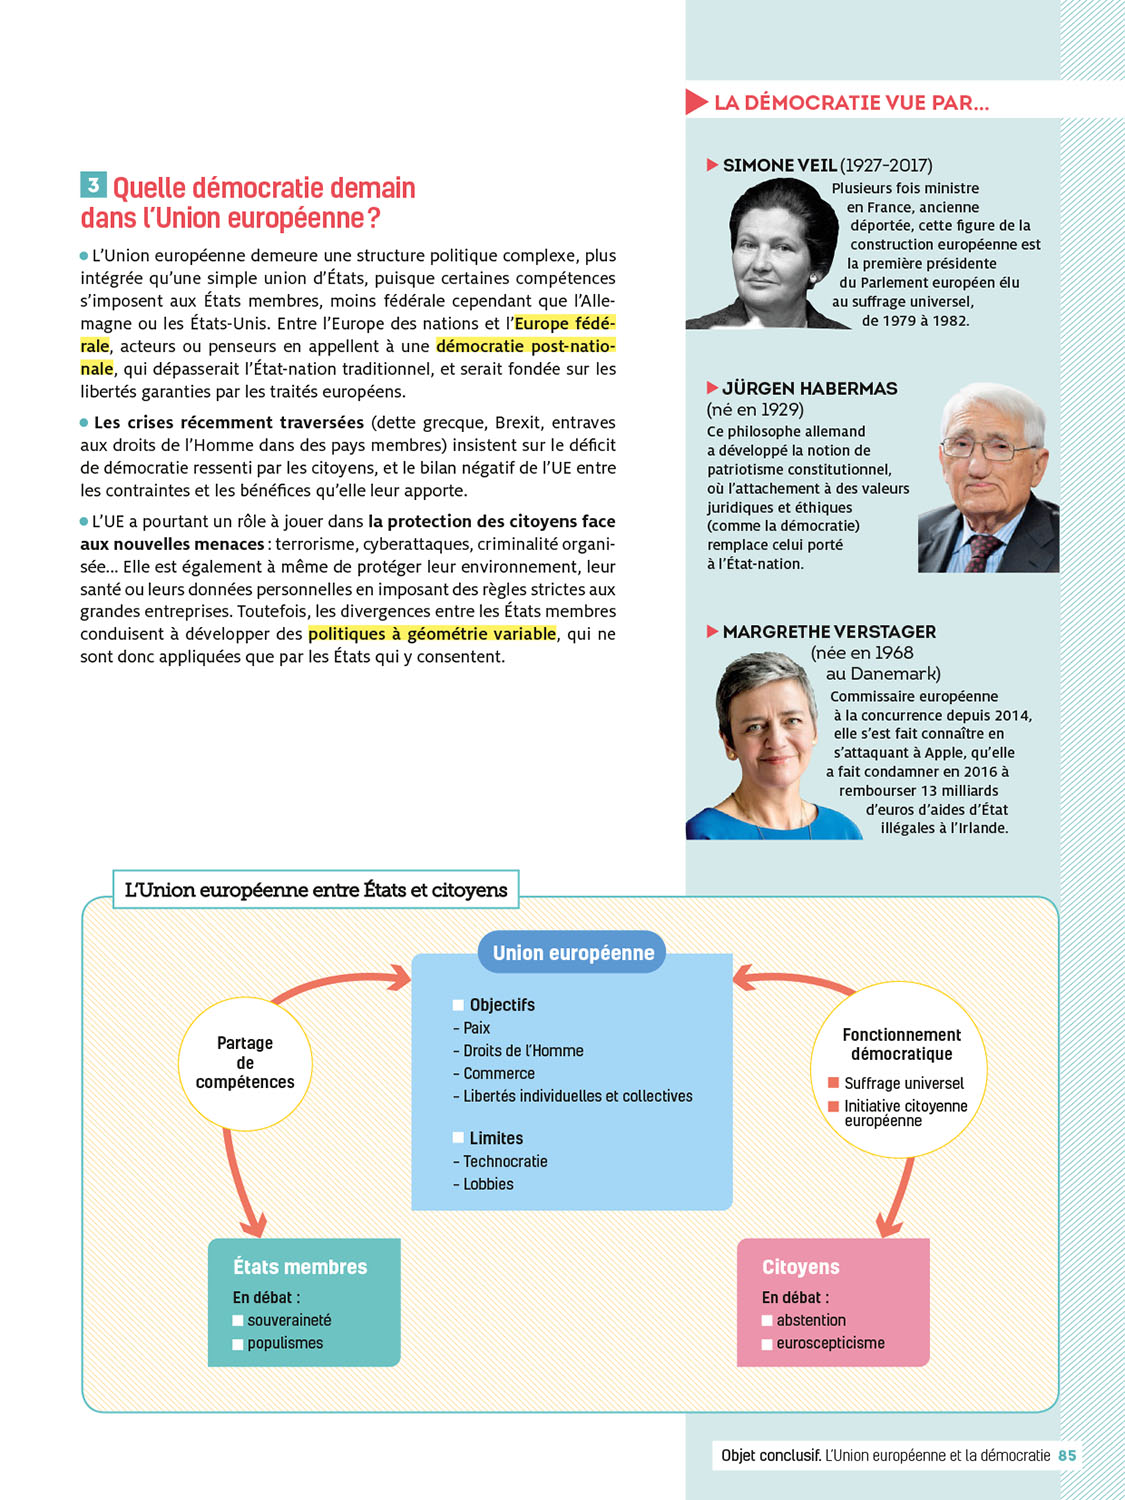 3 Quelle démocratie demain
dans l’Union européenne ?
• L’Union européenne demeure une structure politique complexe, plus
intégrée qu’une simple union d’États, puisque certaines compétences
s’imposent aux États membres, moins fédérale cependant que l’Alle-
magne ou les États-Unis. Entre l’Europe des nations et l’Europe fédé-
rale, acteurs ou penseurs en appellent à une démocratie post-natio-
nale, qui dépasserait l’État-nation traditionnel, et serait fondée sur les
libertés garanties par les traités européens.
• Les crises récemment traversées (dette grecque, Brexit, entraves
aux droits de l’Homme dans des pays membres) insistent sur le déficit
de démocratie ressenti par les citoyens, et le bilan négatif de l’UE entre
les contraintes et les bénéfices qu’elle leur apporte.
• L’UE a pourtant un rôle à jouer dans la protection des citoyens face
aux nouvelles menaces : terrorisme, cyberattaques, criminalité organi-
sée... Elle est également à même de protéger leur environnement, leur
santé ou leurs données personnelles en imposant des règles strictes aux
grandes entreprises. Toutefois, les divergences entre les États membres
conduisent à développer des politiques à géométrie variable, qui ne
sont donc appliquées que par les États qui y consentent.
LA DÉMOCRATIE VUE PAR...
SIMONE VEIL (1927-2017)
Plusieurs fois ministre
en France, ancienne
déportée, cette figure de la
construction européenne est
la première présidente
du Parlement européen élu
au suffrage universel,
de 1979 à 1982.
JÜRGEN HABERMAS
(né en 1929)
Ce philosophe allemand
a développé la notion de
patriotisme constitutionnel,
où l’attachement à des valeurs
juridiques et éthiques
(comme la démocratie)
remplace celui porté
à l’État-nation.
MARGRETHE VERSTAGER
(née en 1968
au Danemark)
Commissaire européenne
à la concurrence depuis 2014,
elle s’est fait connaître en
s’attaquant à Apple, qu’elle
a fait condamner en 2016 à
rembourser 13 milliards
d’euros d’aides d’État
illégales à l’Irlande.
L’Union européenne entre États et citoyens
Union européenne
Objectifs
- Paix
- Droits de l’Homme
- Commerce
- Libertés individuelles et collectives
Limites
- Technocratie
- Lobbies
Partage
de
compétences
Fonctionnement
démocratique
Suffrage universel
Initiative citoyenne
européenne
États membres
En débat :
souveraineté
populismes
Citoyens
En débat :
abstention
euroscepticisme
Objet conclusif. L’Union européenne et la démocratie 85